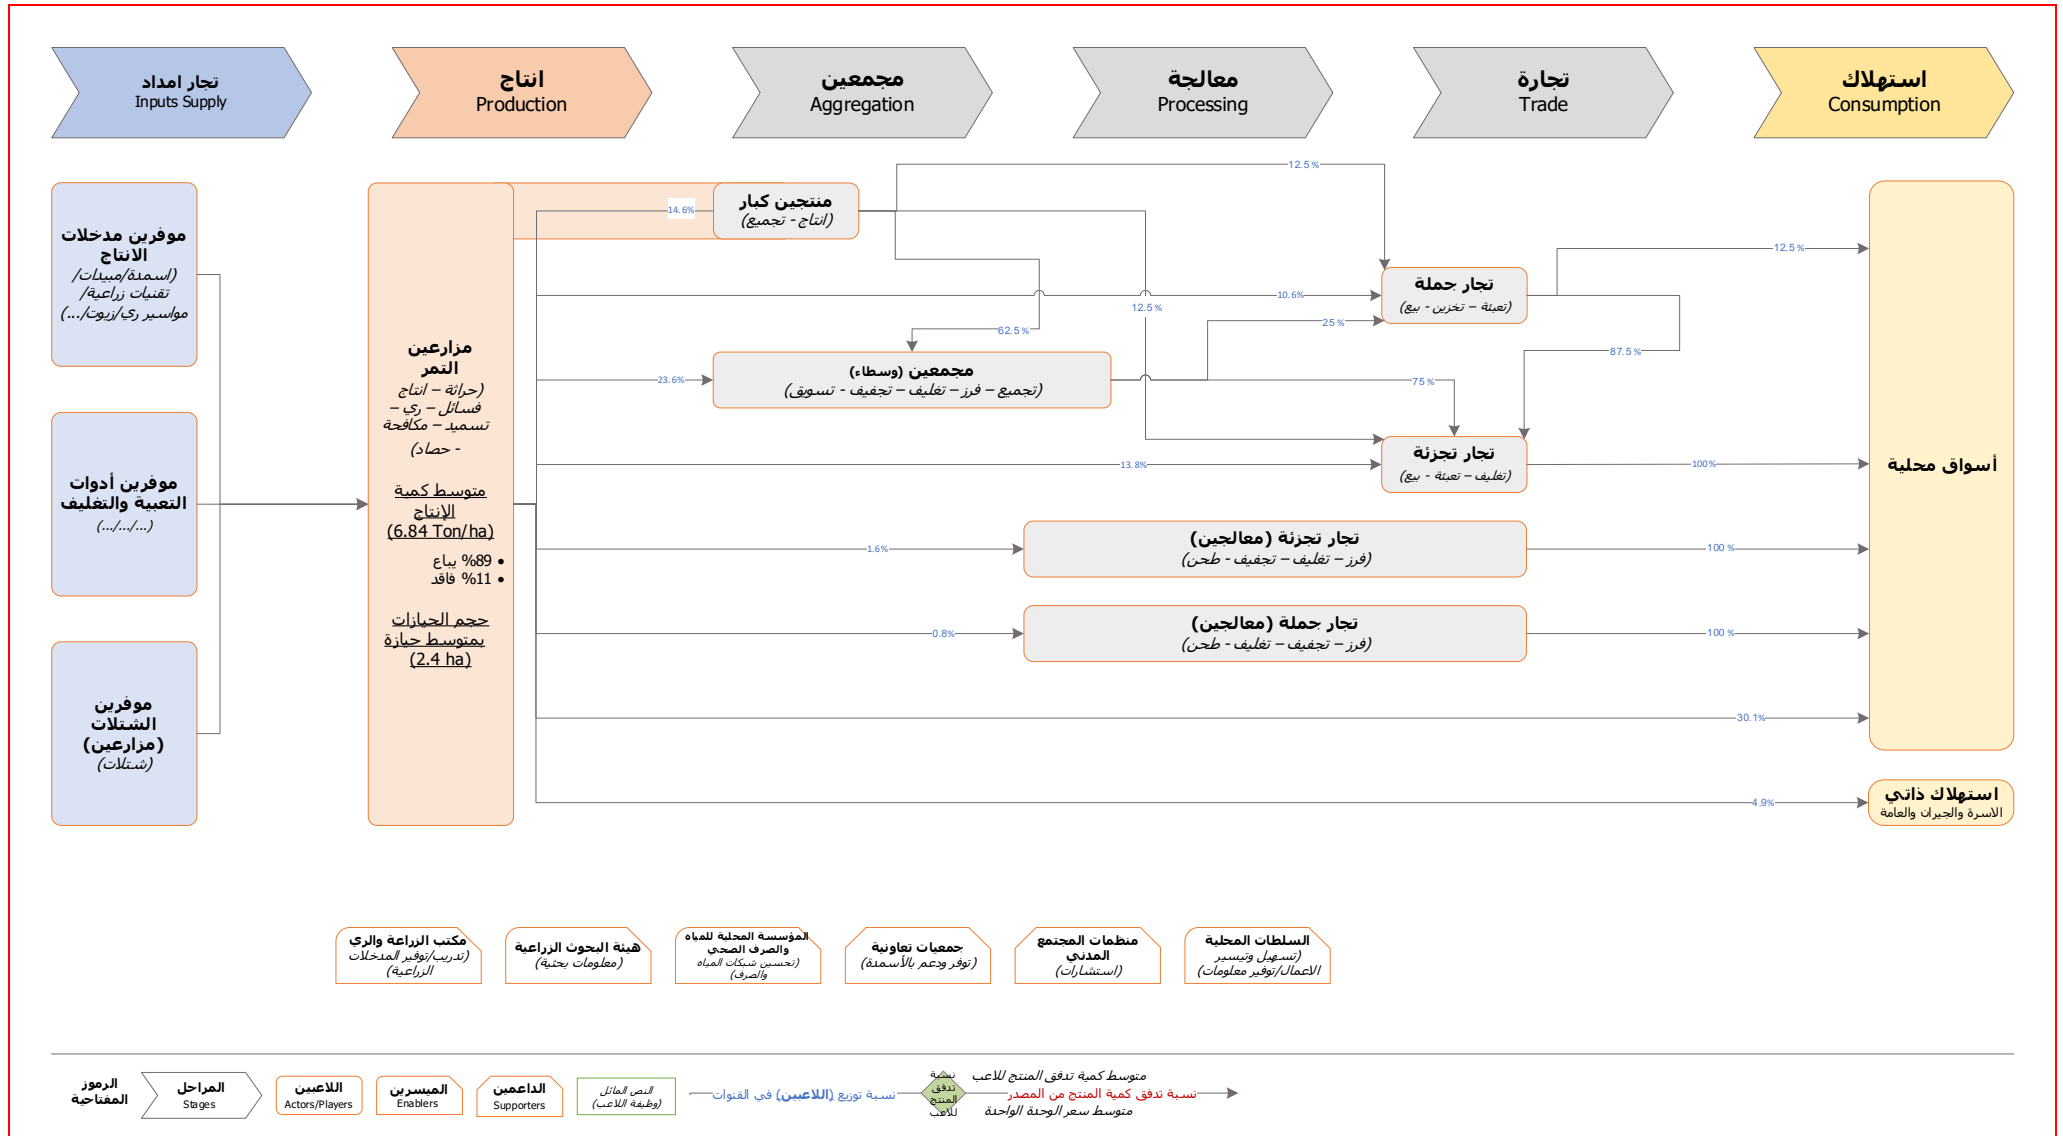 تجار امداد
Inputs Supply
انتاج
Production
مجمعين
Aggregation
معالجة
Processing
تجارة
Trade
استهلاك
Consumption
موفرين مدخلات
الانتاج
(اسمدة/مبيدات/
تقنيات زراعية/
مواسير ري/زيوت/...)
موفرين أدوات
التعبية والتغليف
(.../.../...)
موفرين
الشتلات
(مزارعين)
(شتلات)
مزارعين
التمر
(حراثة – انتاج
فسائل – ري –
تسميد – مكافحة
- حصاد)
متوسط كمية
الإنتاج
(6.84 Ton/ha)
• 89% يباع
• 11% فاقد
حجم الحيازات
بمتوسط حيازة
(2.4 ha)
منتجين كبار
(انتاج - تجميع)
14.6%
12.5 %
12.5 %
62.5 %
10.6%
23.6%
مجمعين (وسطاء)
(تجميع – فرز – تغليف – تجفيف - تسويق)
25 %
75 %
تجار جملة
(تعبئة – تخزين - بيع)
12.5 %
87.5 %
13.8%
تجار تجزئة
(تغليف – تعبئة - بيع)
100%
1.6%
تجار تجزئة (معالجين)
(فرز – تغليف – تجفيف - طحن)
100 %
0.8%
تجار جملة (معالجين)
(فرز – تجفيف – تغليف - طحن)
100 %
30.1%
4.9%
أسواق محلية
استهلاك ذاتي
الاسرة والجيران والعامة
مكتب الزراعة والري
(تدريب/توفير المدخلات
الزراعية)
هيئة البحوث الزراعية
(معلومات بحثية)
المؤسسة المحلية للمياه
والصرف الصحي
(تحسين شبكات المياه
والصرف)
جمعيات تعاونية
(توفر ودعم بالأسمدة)
منظمات المجتمع
المدني
(استشارات)
السلطات المحلية
(تسهيل وتيسير
الاعمال/توفير معلومات)
الرموز
المفتاحية
المراحل
Stages
اللاعبين
Actors/Players
الميسرين
Enablers
الداعمين
Supporters
النص المائل
(وظيفة اللاعب)
نسبة توزيع (اللاعبين) في القنوات
نسبة
تدفق
المنتج
للاعب
متوسط كمية تدفق المنتج للاعب
نسبة تدفق كمية المنتج من المصدر
متوسط سعر الوحدة الواحدة